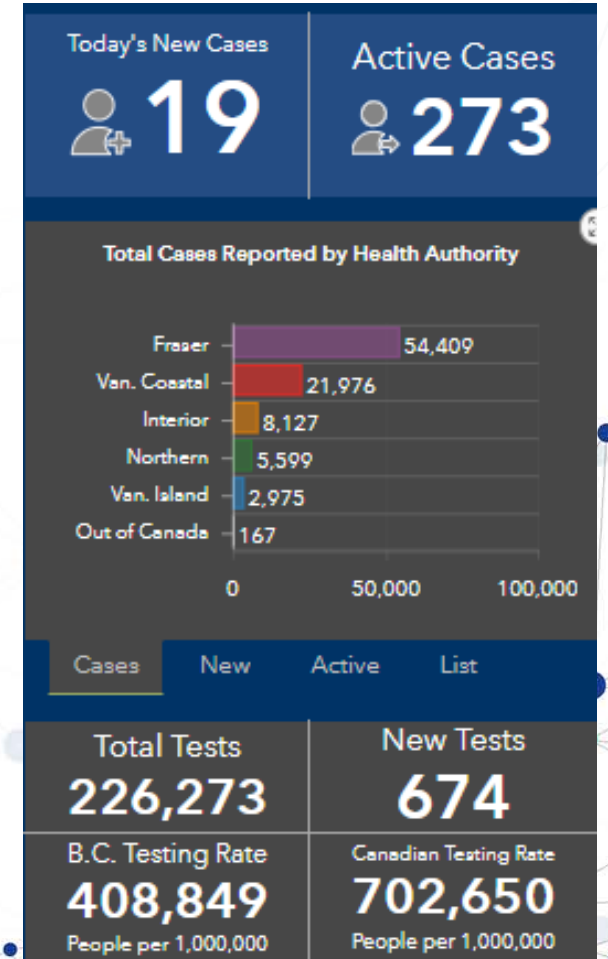 Today's New Cases
19
Active Cases
273
Total Cases Reported by Health Authority
Fraser 54,409
Van. Coastal 21,976
Interior 8,127
Northern 5,599
Van. Island 2,975
Out of Canada 167
0 50,000 100,000
Cases New Active List
Total Tests
226,273
New Tests
674
B.C. Testing Rate
408,849
People per 1,000,000
Canadian Testing Rate
702,650
People per 1,000,000